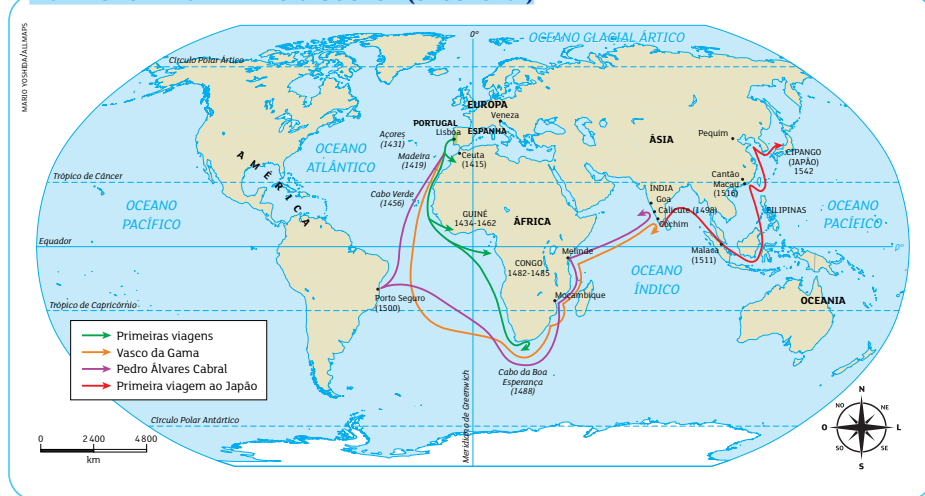 MARIO YOSHIDA/ALLMAPS
0°
OCEANO GLACIAL ÁRTICO
Círculo Polar Ártico
EUROPA
Veneza
PORTUGAL
Lisboa
ESPANHA
Açores
(1431)
OCEANO
ATLÂNTICO
Madeira
(1419)
Ceuta
(1415)
ÁSIA
Pequim
CIPANGO
(JAPÃO)
1542
AMÉRICA
Trópico de Câncer
Cantão
Macau
(1516)
Cabo Verde
(1456)
ÍNDIA
Goa
Calicute (1498)
Cochim
OCEANO
PACÍFICO
GUINÉ
1434-1462
ÁFRICA
FILIPINAS
OCEANO
PACÍFICO
Equador
0°
Melinde
Malaca
(1511)
CONGO
1482-1485
OCEANO
ÍNDICO
Moçambique
Porto Seguro
(1500)
OCEANIA
Trópico de Capricórnio
Primeiras viagens
Vasco da Gama
Pedro Álvares Cabral
Primeira viagem ao Japão
Cabo da Boa
Esperança
(1488)
Meridiano de Greenwich
Círculo Polar Antártico
0 2 400 4 800
km
N
NO NE
O L
SO SE
S